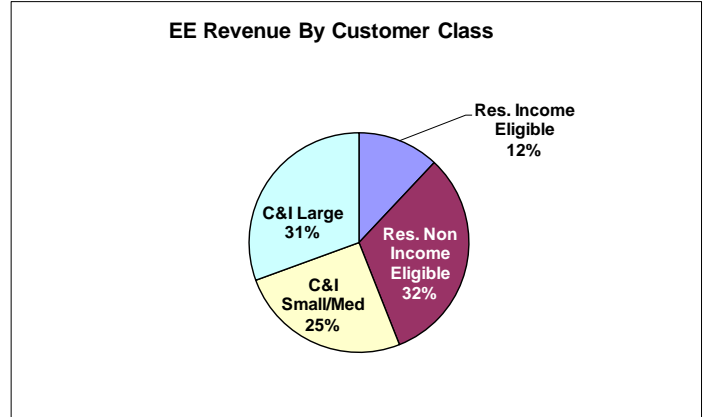 EE Revenue By Customer Class
Res. Income
Eligible
12%
C&I Large
31%
Res. Non
Income
Eligible
32%
C&I
Small/Med
25%